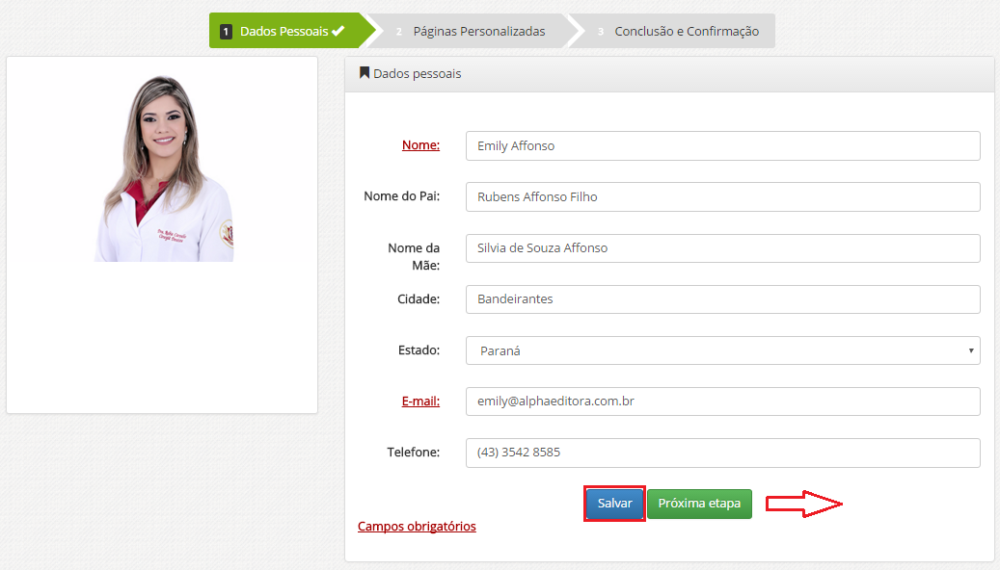 1 Dados Pessoais
2 Páginas Personalizadas
3 Conclusão e Confirmação
Dados pessoais
Nome: Emily Affonso
Nome do Pai: Rubens Affonso Filho
Nome da Mãe: Silvia de Souza Affonso
Cidade: Bandeirantes
Estado: Paraná
E-mail: emily@alphaeditora.com.br
Telefone: (43) 3542 8585
Salvar Próxima etapa
Campos obrigatórios